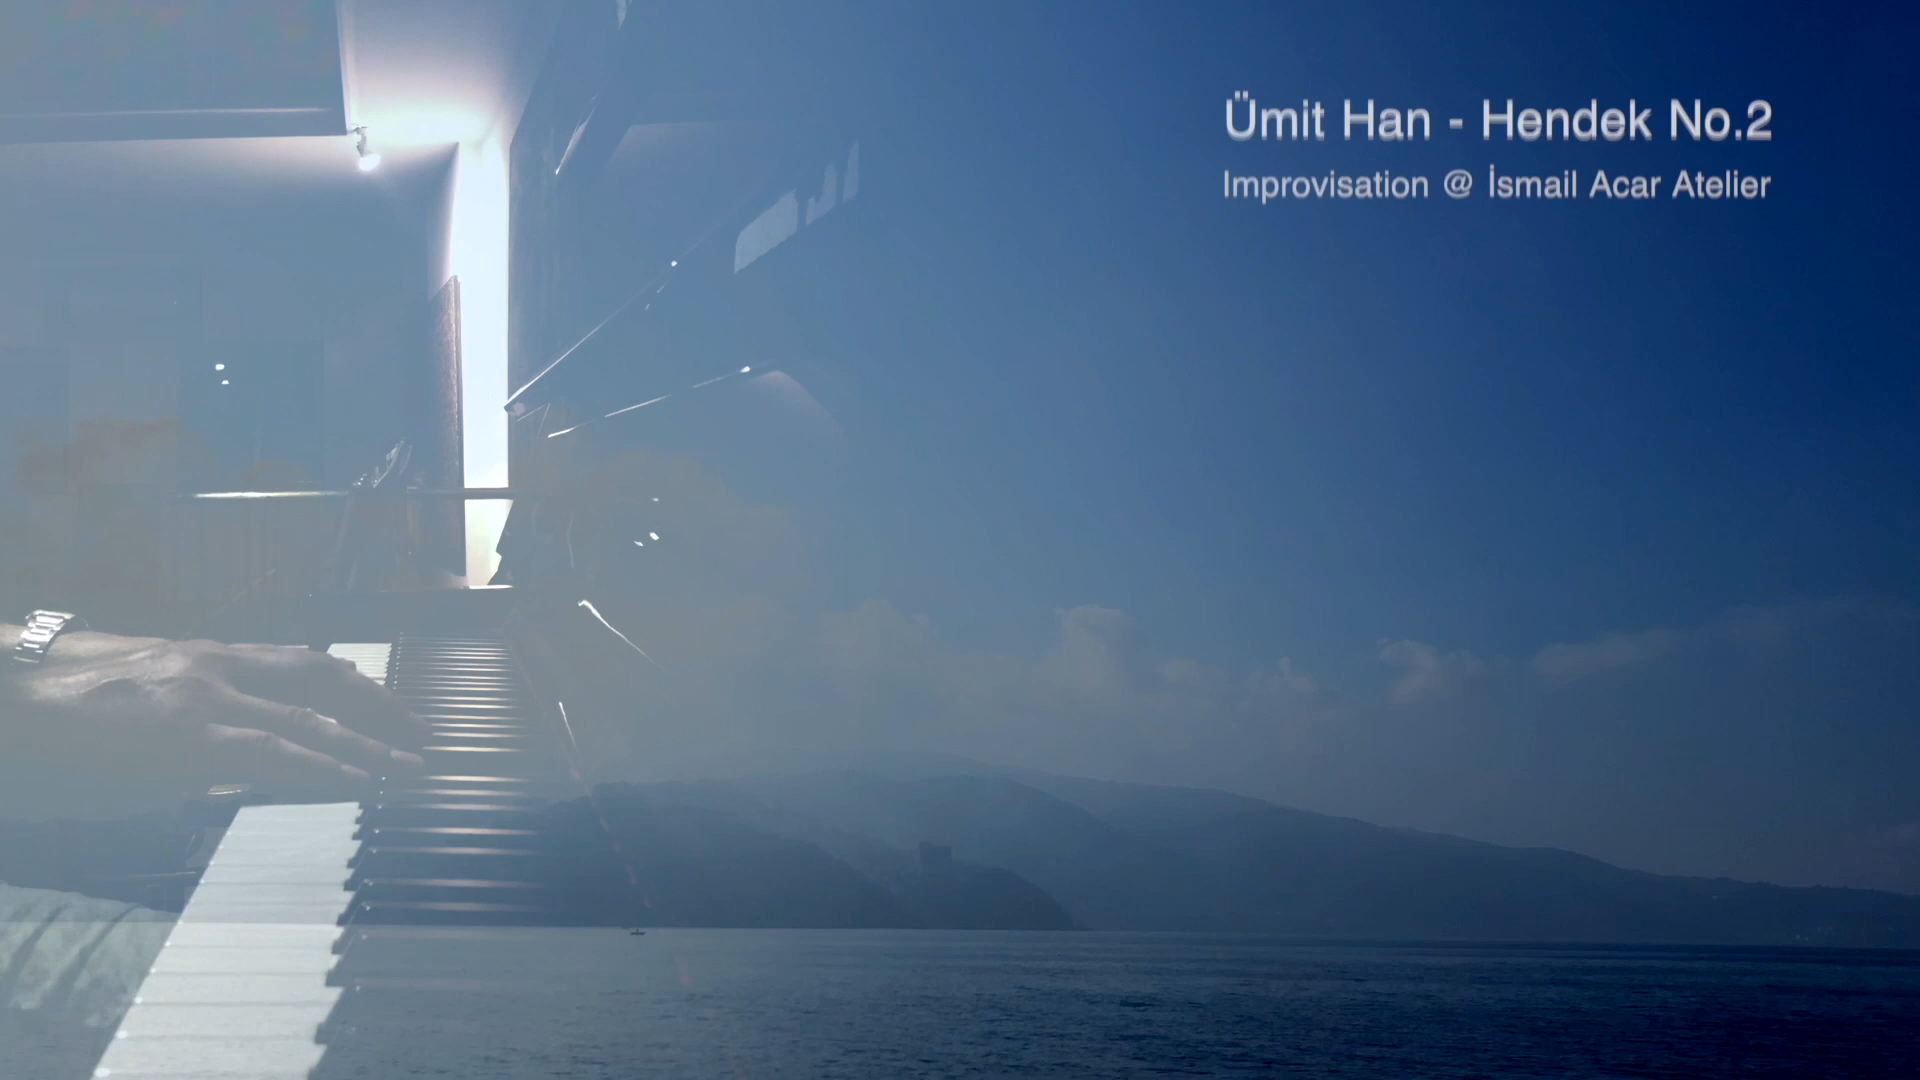 Ümit Han - Hendek No.2
Improvisation @ İsmail Acar Atelier